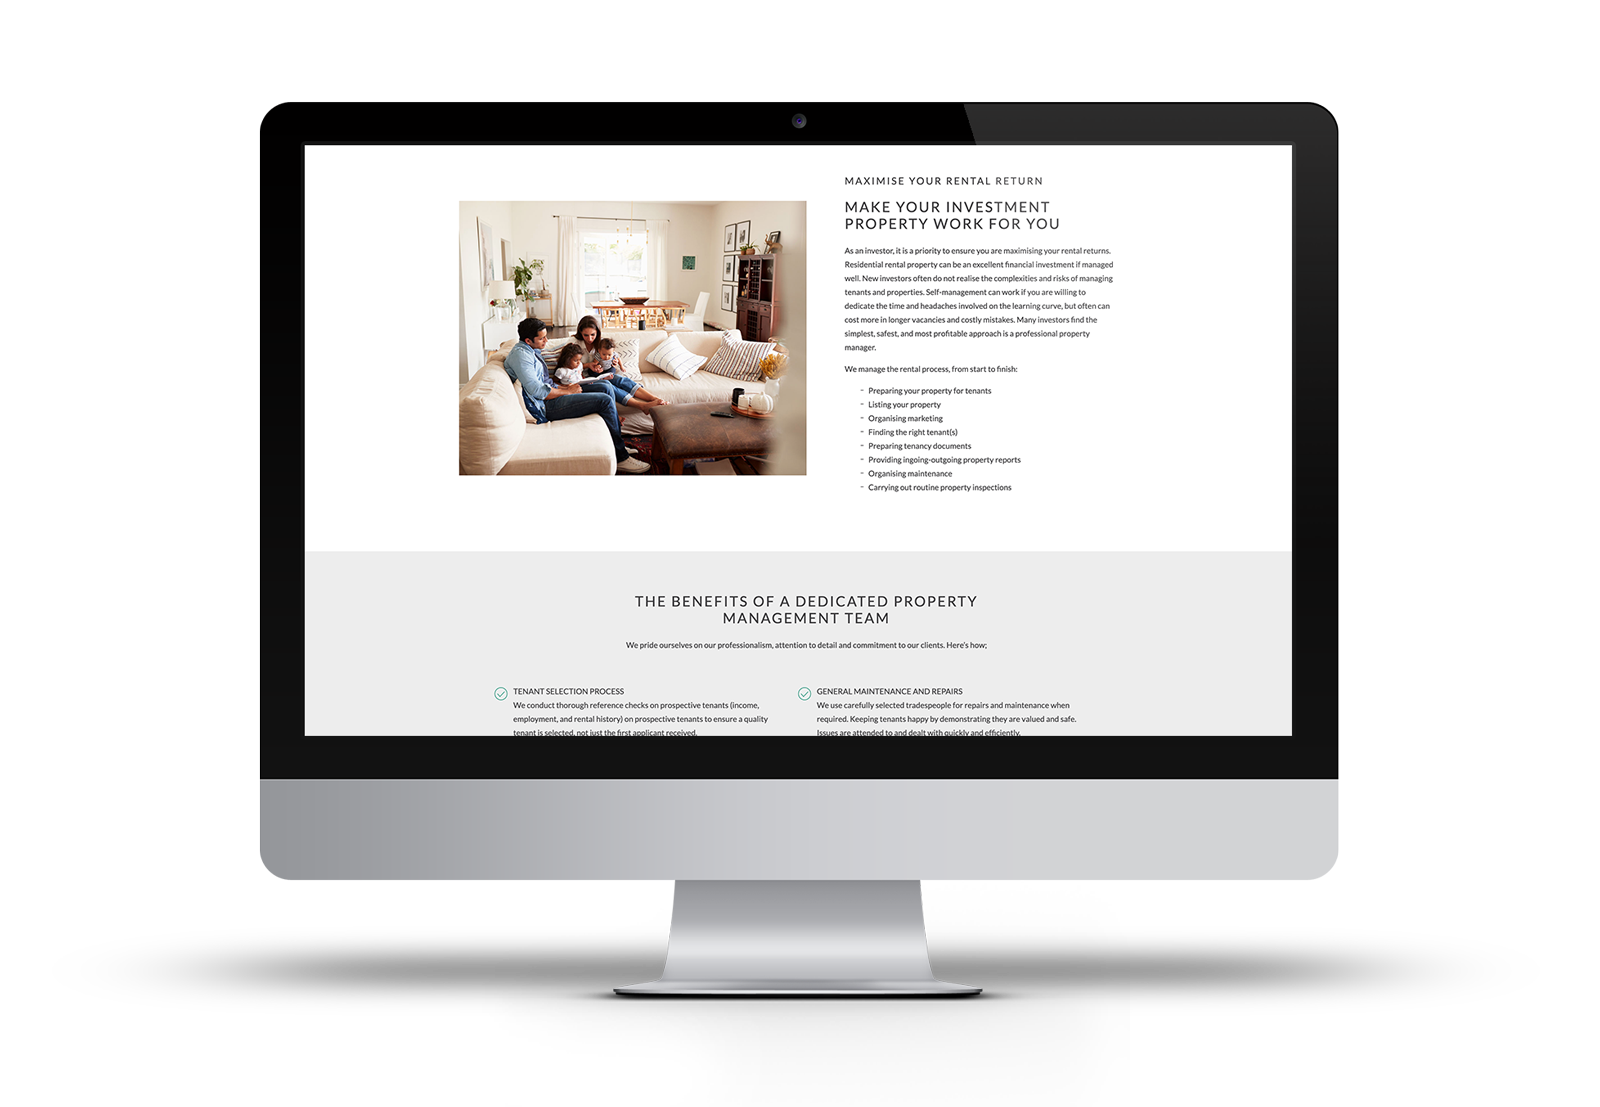 MAXIMISE YOUR RENTAL RETURN
MAKE YOUR INVESTMENT
PROPERTY WORK FOR YOU
As an investor, it is a priority to ensure you are maximising your rental returns.
Residential rental property can be an excellent financial investment if managed
well. New investors often do not realise the complexities and risks of managing
tenants and properties. Self-management can work if you are willing to
dedicate the time and headaches involved on the learning curve, but often can
cost more in longer vacancies and costly mistakes. Many investors find the
simplest, safest, and most profitable approach is a professional property
manager.
We manage the rental process, from start to finish:
- Preparing your property for tenants
- Listing your property
- Organising marketing
- Finding the right tenant(s)
- Preparing tenancy documents
- Providing ingoing-outgoing property reports
- Organising maintenance
- Carrying out routine property inspections
THE BENEFITS OF A DEDICATED PROPERTY
MANAGEMENT TEAM
We pride ourselves on our professionalism, attention to detail and commitment to our clients. Here's how;
TENANT SELECTION PROCESS
We conduct thorough reference checks on prospective tenants (income,
employment, and rental history) on prospective tenants to ensure a quality
tenant is selected, not just the first applicant received.
GENERAL MAINTENANCE AND REPAIRS
We use carefully selected tradespeople for repairs and maintenance when
required. Keeping tenants happy by demonstrating they are valued and safe.
Issues are attended to and dealt with quickly and efficiently.